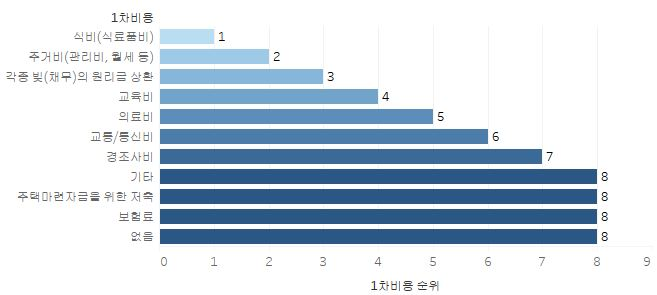 1차비용
식비(식료품비) 1
주거비(관리비, 월세 등) 2
각종 빚(채무)의 원리금 상환 3
교육비 4
의료비 5
교통/통신비 6
경조사비 7
기타 8
주택마련자금을 위한 저축 8
보험료 8
없음 8
0 1 2 3 4 5 6 7 8 9
1차비용 순위